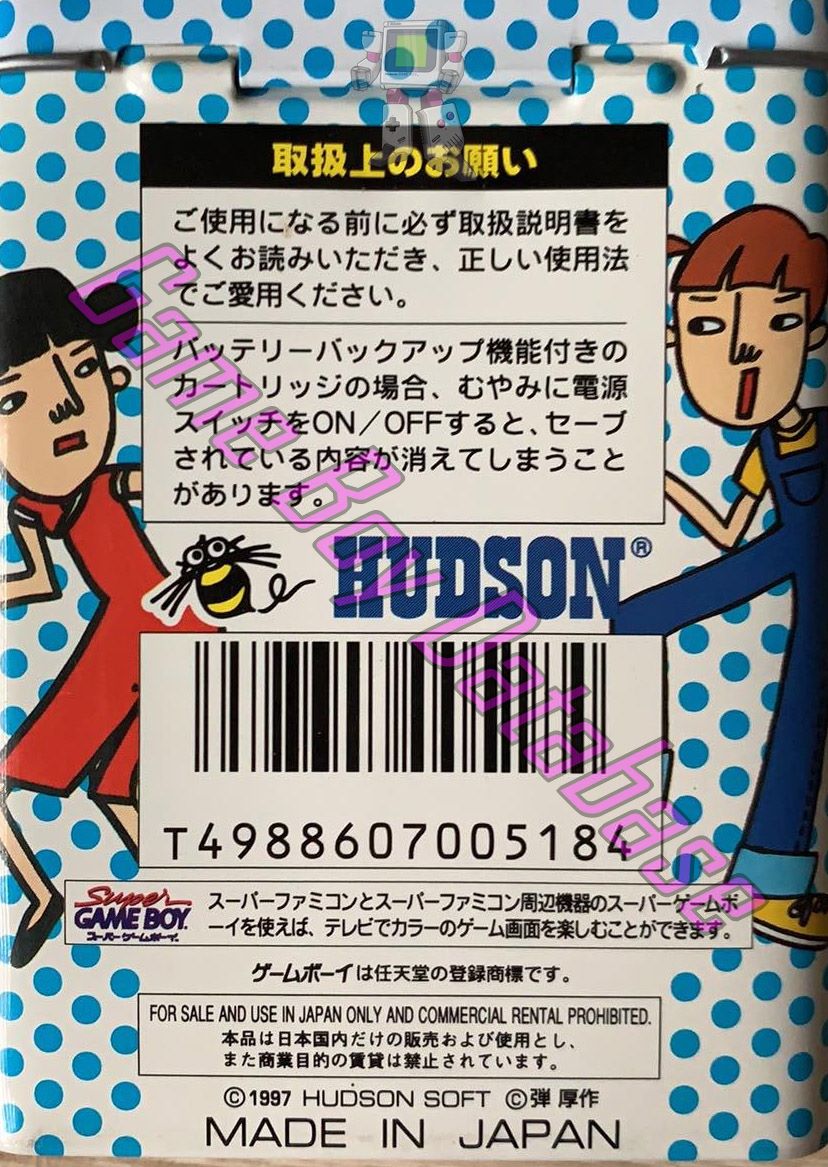 取扱上のお願い
ご使用になる前に必ず取扱説明書を
よくお読みいただき、正しい使用法
でご愛用ください。
バッテリーバックアップ機能付きの
カートリッジの場合、むやみに電源
スイッチをON／OFFすると、セーブ
されている内容が消えてしまうこと
があります。
HUDSON®
T4988607005184
Super
GAME BOY
スーパーゲームボーイ
スーパーファミコンとスーパーファミコン周辺機器のスーパーゲームボ
ーイを使えば、テレビでカラーのゲーム画面を楽しむことができます。
ゲームボーイは任天堂の登録商標です。
FOR SALE AND USE IN JAPAN ONLY AND COMMERCIAL RENTAL PROHIBITED.
本品は日本国内だけの販売および使用とし、
また商業目的の賃貸は禁止されています。
©1997 HUDSON SOFT ©弾 厚作
MADE IN JAPAN
Game Boy Database